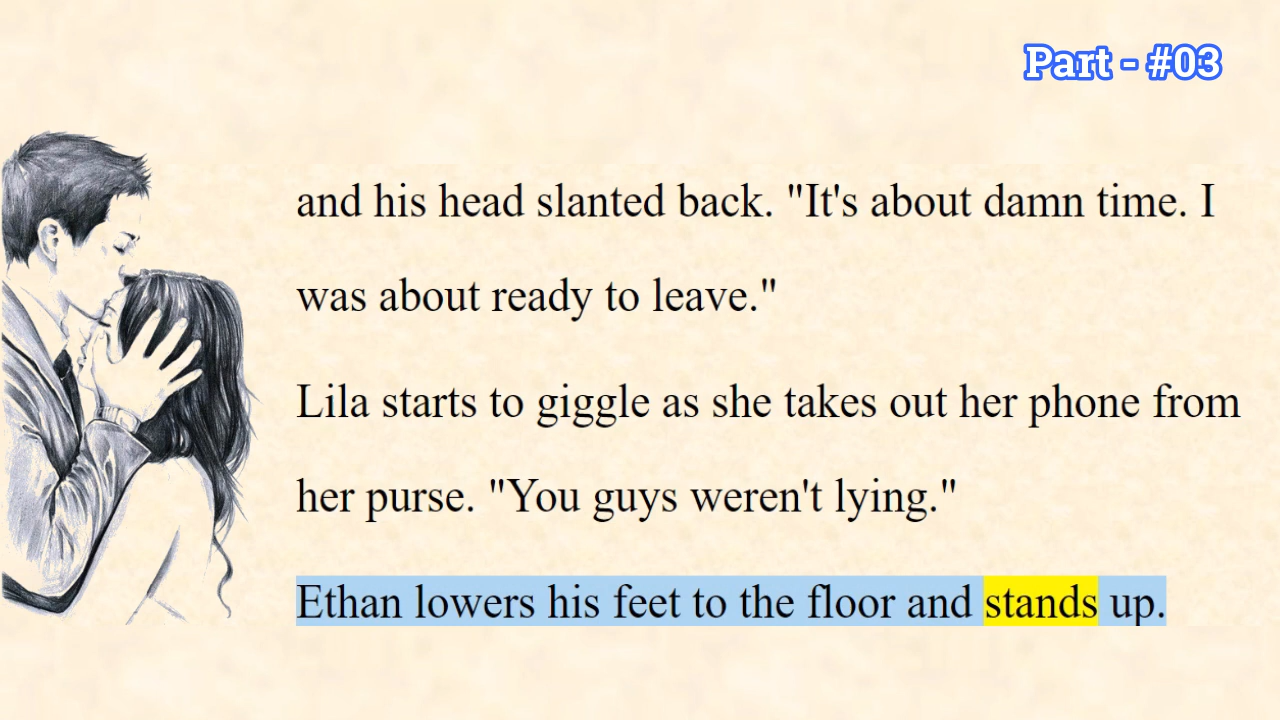 Part - #03
and his head slanted back. "It's about damn time. I
was about ready to leave."
Lila starts to giggle as she takes out her phone from
her purse. "You guys weren't lying."
Ethan lowers his feet to the floor and stands up.